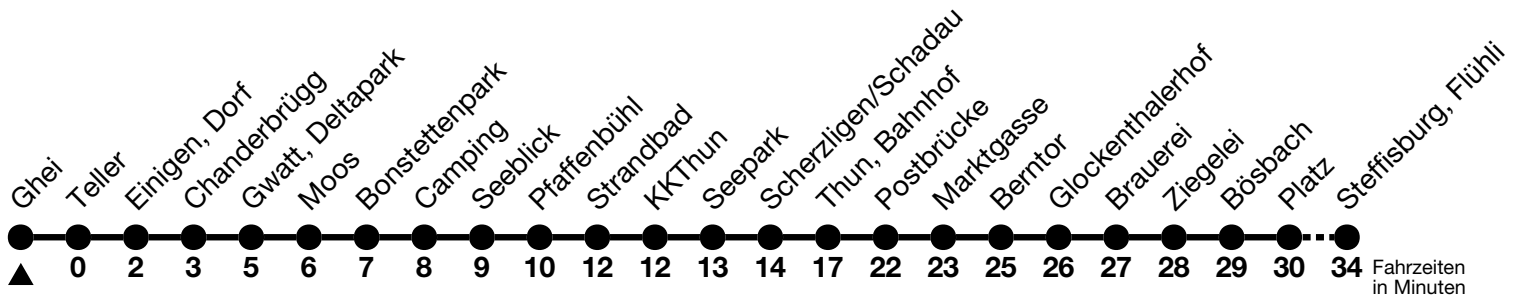 Ghei
Teller
Einigen, Dorf
Chanderbrügg
Gwatt, Deltapark
Moos
Bonstettenpark
Camping
Seeblick
Pfaffenbühl
Strandbad
KKThun
Seepark
Scherzligen/Schadau
Thun, Bahnhof
Postbrücke
Marktgasse
Berntor
Glockenthalerhof
Brauerei
Ziegelei
Bösbach
Platz
Steffisburg, Flühli
0 2 3 5 6 7 8 9 10 12 12 13 14 17 22 23 25 26 27 28 29 30 34 Fahrzeiten
in Minuten